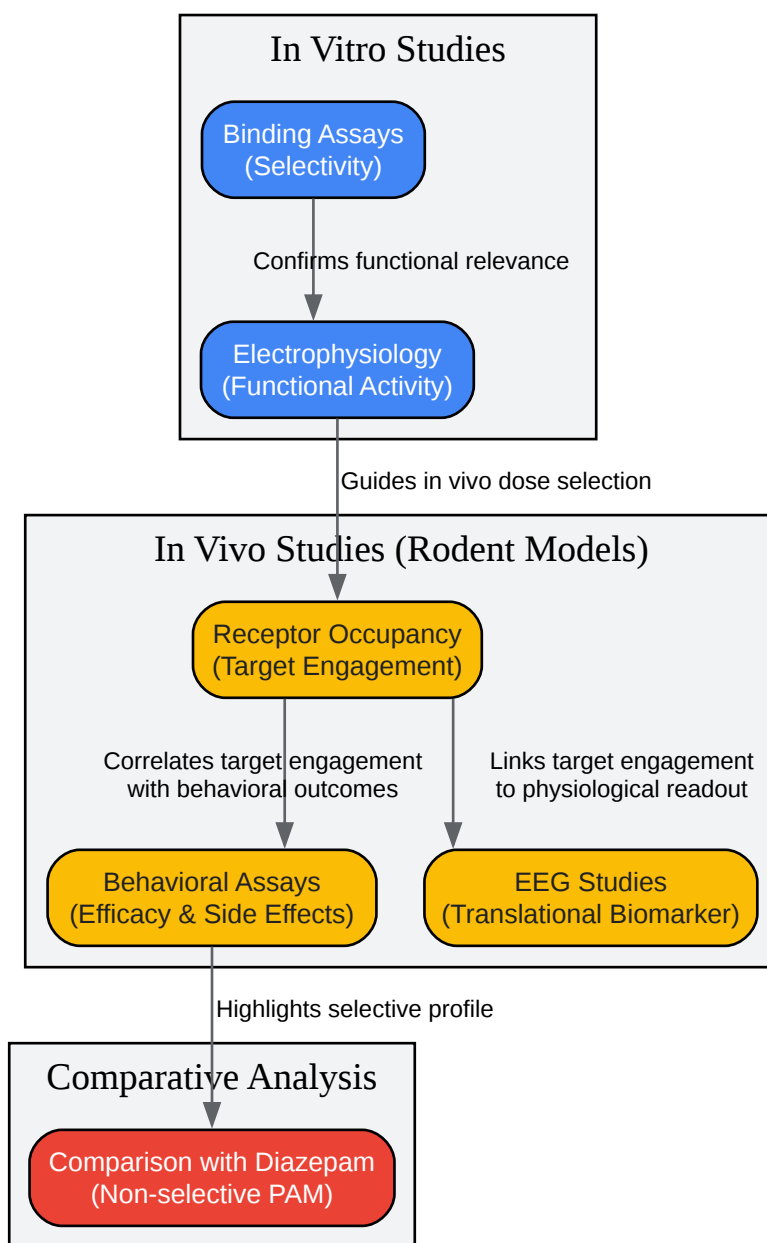 In Vitro Studies
Binding Assays
(Selectivity)
Confirms functional relevance
Electrophysiology
(Functional Activity)
Guides in vivo dose selection
In Vivo Studies (Rodent Models)
Receptor Occupancy
(Target Engagement)
Correlates target engagement
with behavioral outcomes
Links target engagement
to physiological readout
Behavioral Assays
(Efficacy & Side Effects)
EEG Studies
(Translational Biomarker)
Highlights selective profile
Comparative Analysis
Comparison with Diazepam
(Non-selective PAM)